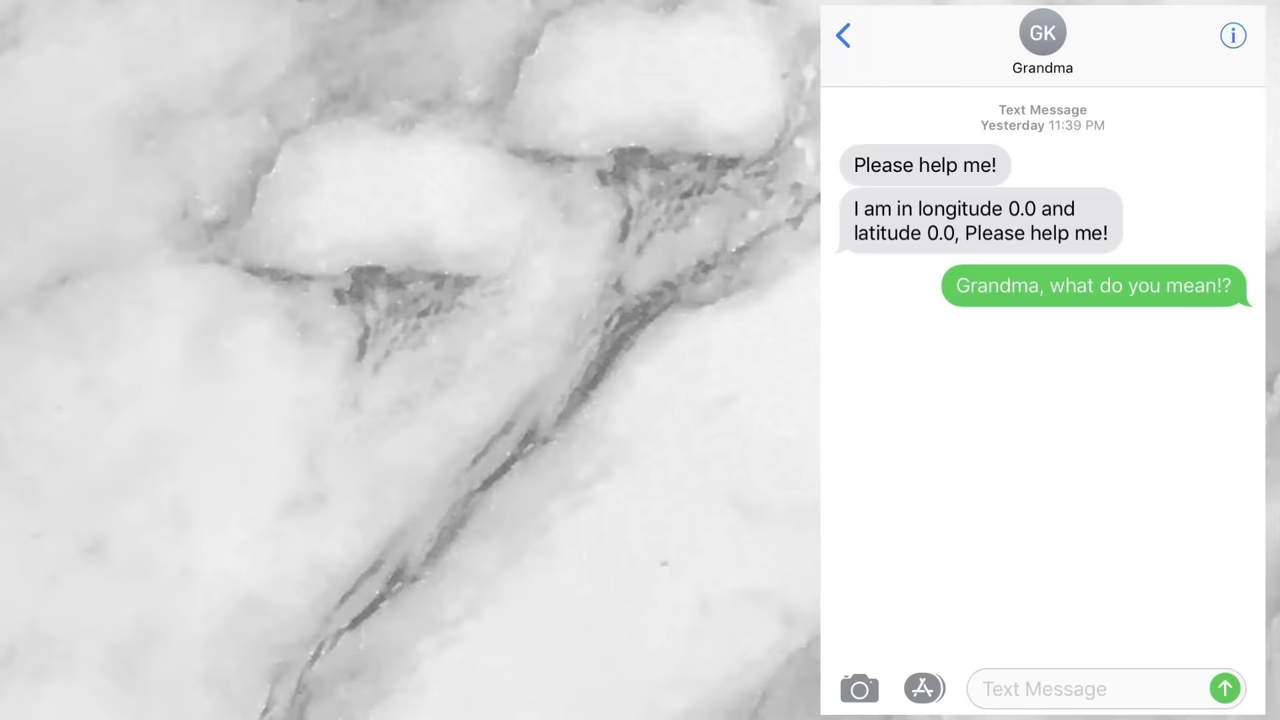 GK
Grandma
Text Message
Yesterday 11:39 PM
Please help me!
I am in longitude 0.0 and
latitude 0.0, Please help me!
Grandma, what do you mean!?
Text Message